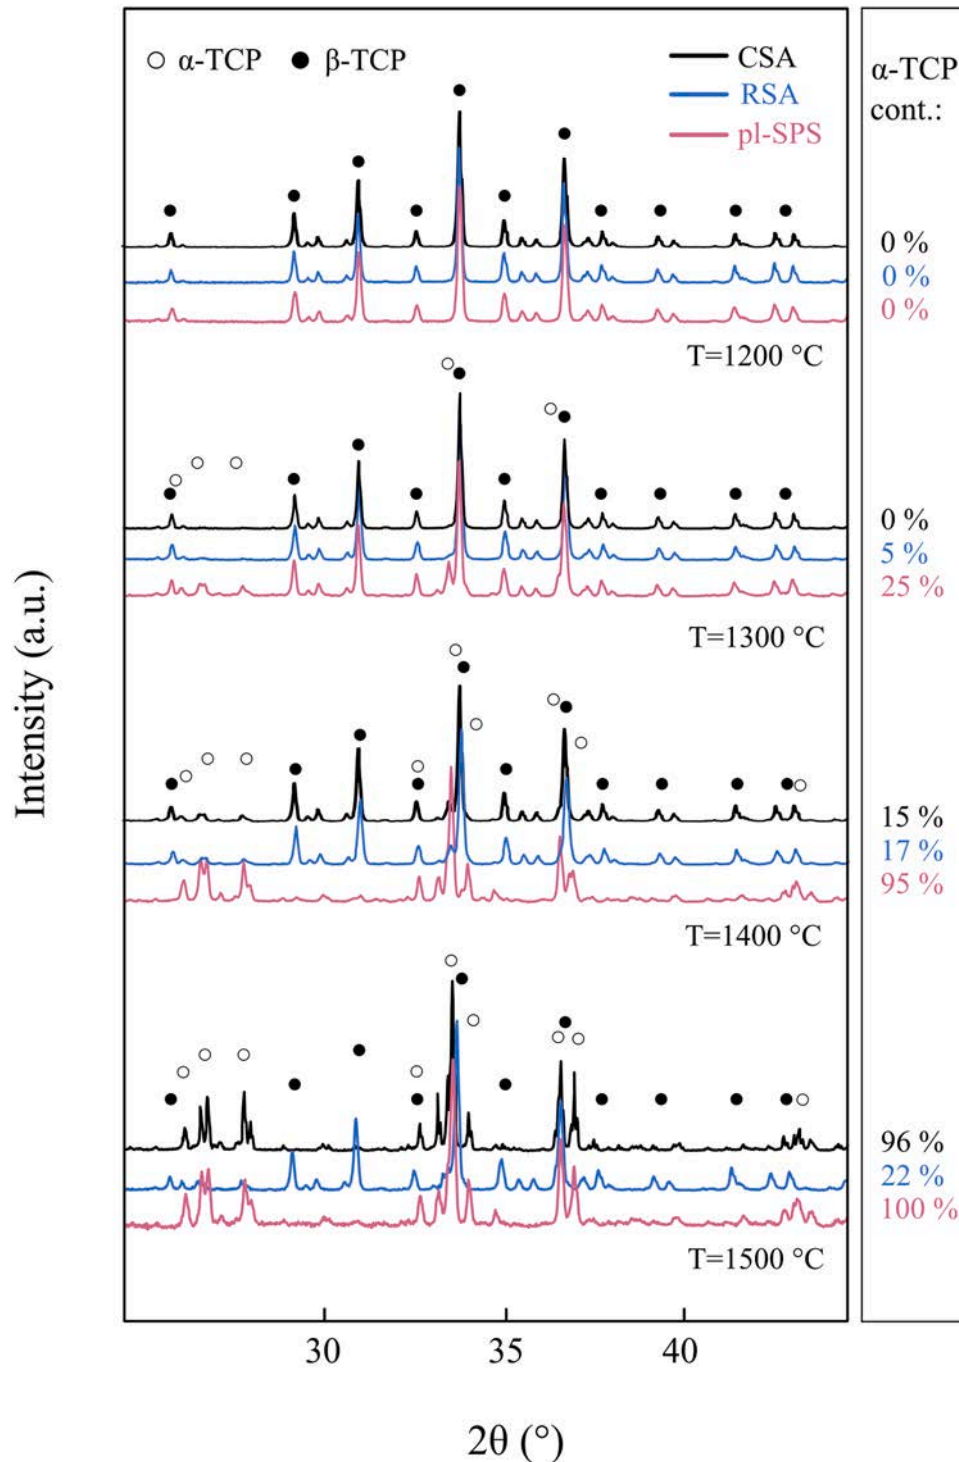 α-TCP
β-TCP
CSA
RSA
pl-SPS
α-TCP
cont.:
0 %
0 %
0 %
T=1200 °C
0 %
5 %
25 %
T=1300 °C
15 %
17 %
95 %
T=1400 °C
96 %
22 %
100 %
T=1500 °C
Intensity (a.u.)
30
35
40
2θ (°)